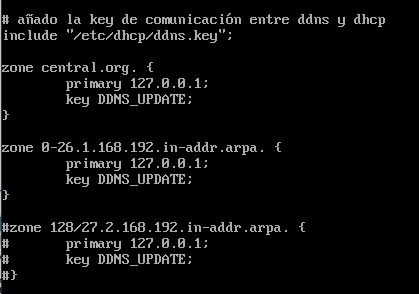 # añado la key de comunicación entre ddns y dhcp
include "/etc/dhcp/ddns.key";
zone central.org. {
primary 127.0.0.1;
key DDNS_UPDATE;
}
zone 0-26.1.168.192.in-addr.arpa. {
primary 127.0.0.1;
key DDNS_UPDATE;
}
#zone 128/27.2.168.192.in-addr.arpa. {
#       primary 127.0.0.1;
#       key DDNS_UPDATE;
#}